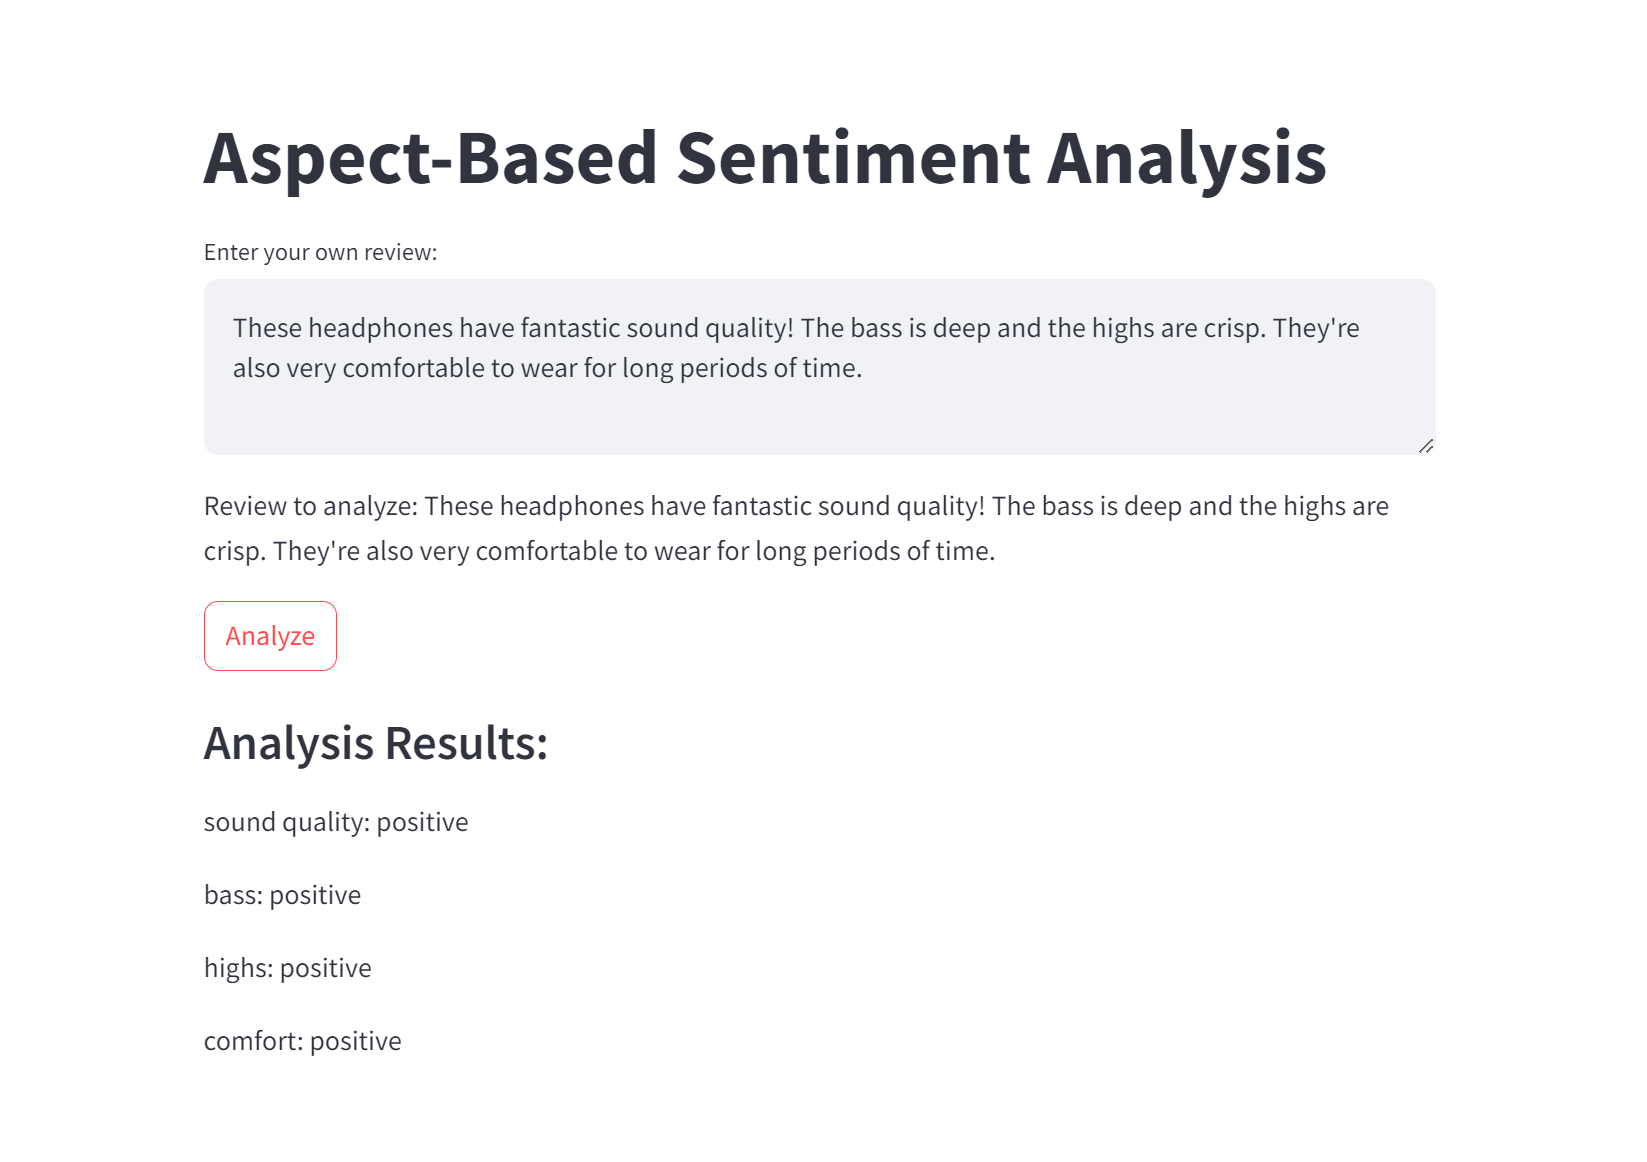 Aspect-Based Sentiment Analysis
Enter your own review:
These headphones have fantastic sound quality! The bass is deep and the highs are crisp. They're
also very comfortable to wear for long periods of time.
Review to analyze: These headphones have fantastic sound quality! The bass is deep and the highs are
crisp. They're also very comfortable to wear for long periods of time.
Analyze
Analysis Results:
sound quality: positive
bass: positive
highs: positive
comfort: positive